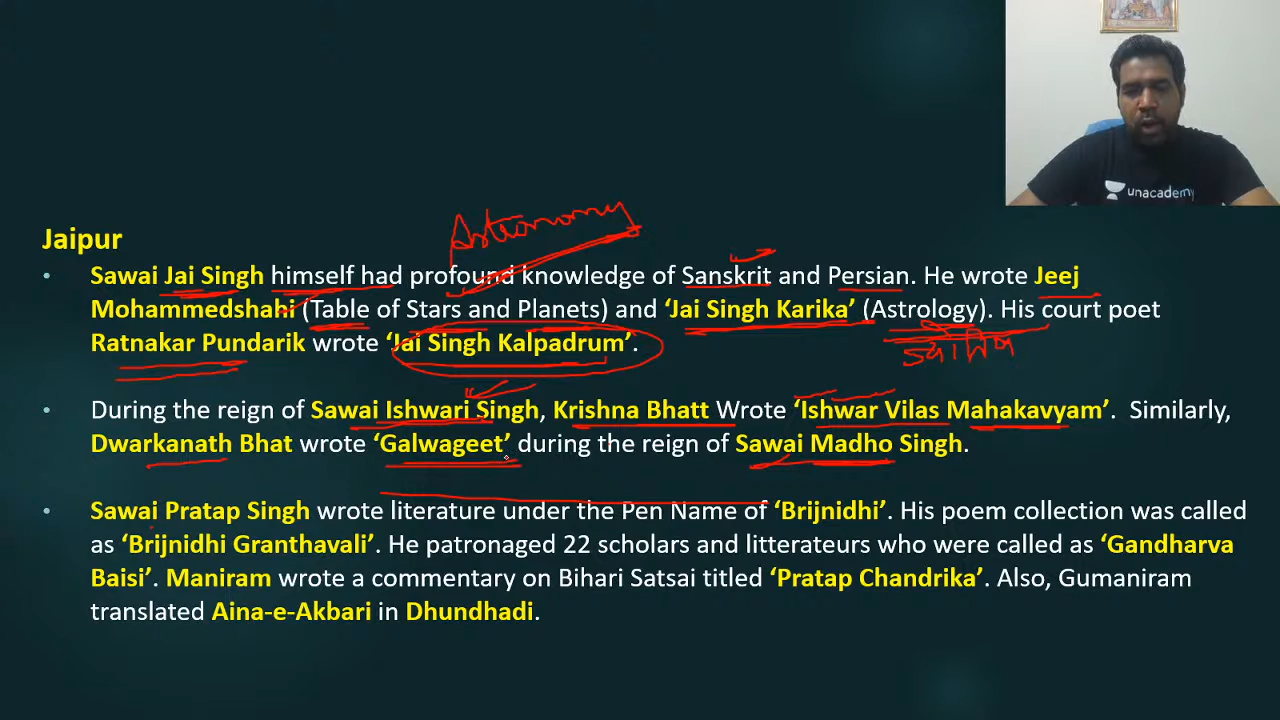 unacademy
Astronomy
Jaipur
• Sawai Jai Singh himself had profound knowledge of Sanskrit and Persian. He wrote Jeej
Mohammedshahi (Table of Stars and Planets) and ‘Jai Singh Karika’ (Astrology). His court poet
Ratnakar Pundarik wrote ‘Jai Singh Kalpadrum’.
• During the reign of Sawai Ishwari Singh, Krishna Bhatt Wrote ‘Ishwar Vilas Mahakavyam’. Similarly,
Dwarkanath Bhat wrote ‘Galwageet’ during the reign of Sawai Madho Singh.
• Sawai Pratap Singh wrote literature under the Pen Name of ‘Brijnidhi’. His poem collection was called
as ‘Brijnidhi Granthavali’. He patronaged 22 scholars and litterateurs who were called as ‘Gandharva
Baisi’. Maniram wrote a commentary on Bihari Satsai titled ‘Pratap Chandrika’. Also, Gumaniram
translated Aina-e-Akbari in Dhundhadi.